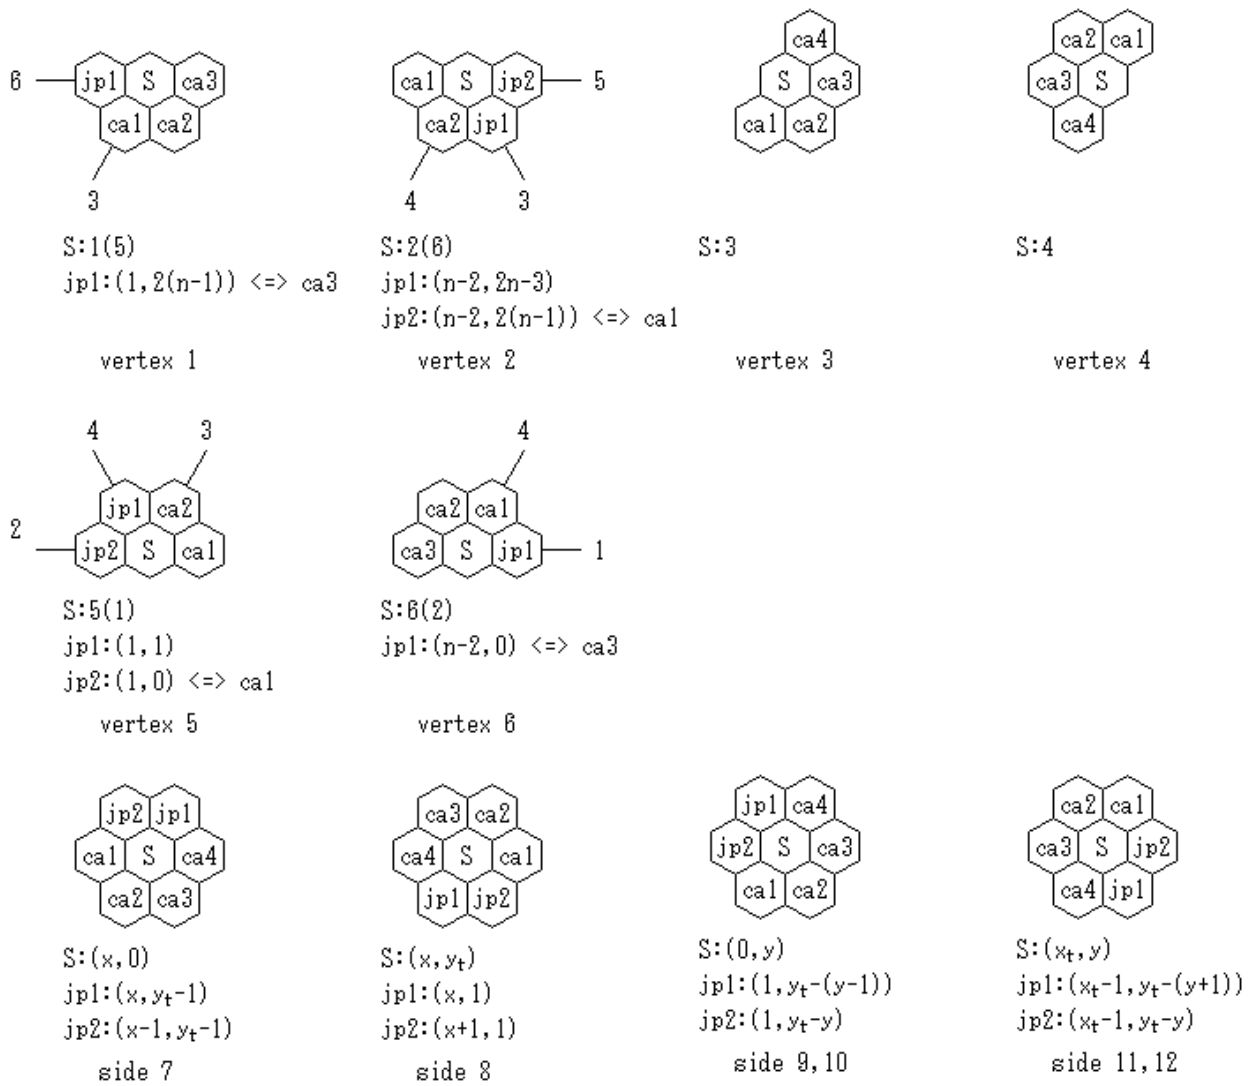 ca4 ca2 ca1
6 jp1 S ca3 ca1 S jp2 5 S ca3 ca3 S
ca1 ca2 ca2 jp1 ca1 ca2 ca4
3 4 3
S:1(5) S:2(6) S:3 S:4
jp1:(1,2(n-1)) <=> ca3 jp1:(n-2,2n-3)
jp2:(n-2,2(n-1)) <=> ca1
vertex 1 vertex 2 vertex 3 vertex 4
4 3 4
jp1 ca2 ca2 ca1
2 jp2 S ca1 ca3 S jp1 1
S:5(1) S:6(2)
jp1:(1,1) jp1:(n-2,0) <=> ca3
jp2:(1,0) <=> ca1
vertex 5 vertex 6
jp2 jp1 ca3 ca2 jp1 ca4 ca2 ca1
ca1 S ca4 ca4 S ca1 jp2 S ca3 ca3 S jp2
ca2 ca3 jp1 jp2 ca1 ca2 ca4 jp1
S:(x,0) S:(x,yt) S:(0,y) S:(xt,y)
jp1:(x,yt-1) jp1:(x,1) jp1:(1,yt-(y-1)) jp1:(xt-1,yt-(y+1))
jp2:(x-1,yt-1) jp2:(x+1,1) jp2:(1,yt-y) jp2:(xt-1,yt-y)
side 7 side 8 side 9,10 side 11,12